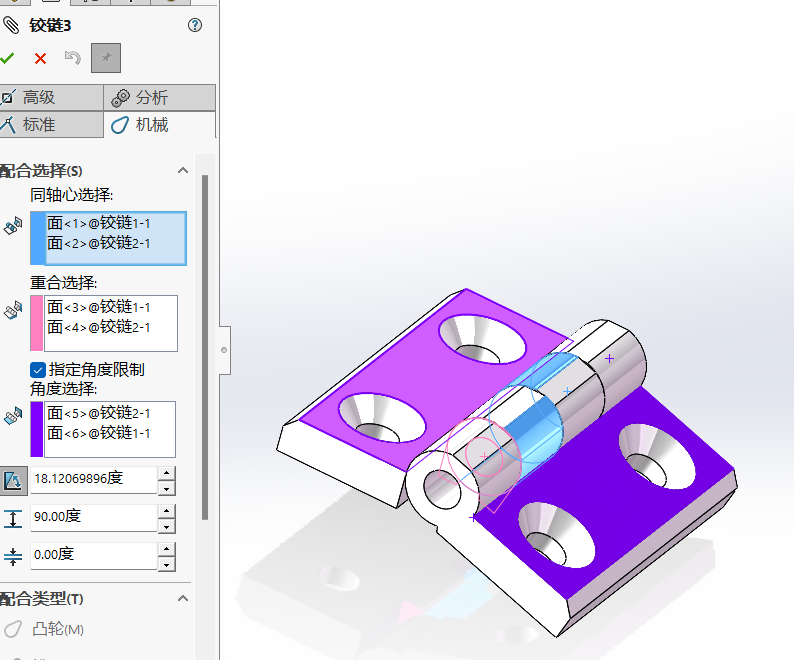 铰链3
高级
分析
标准
机械
配合选择(S)
同轴心选择:
面<1>@铰链1-1
面<2>@铰链2-1
重合选择:
面<3>@铰链1-1
面<4>@铰链2-1
指定角度限制
角度选择:
面<5>@铰链2-1
面<6>@铰链1-1
18.12069896度
90.00度
0.00度
配合类型(T)
凸轮(M)